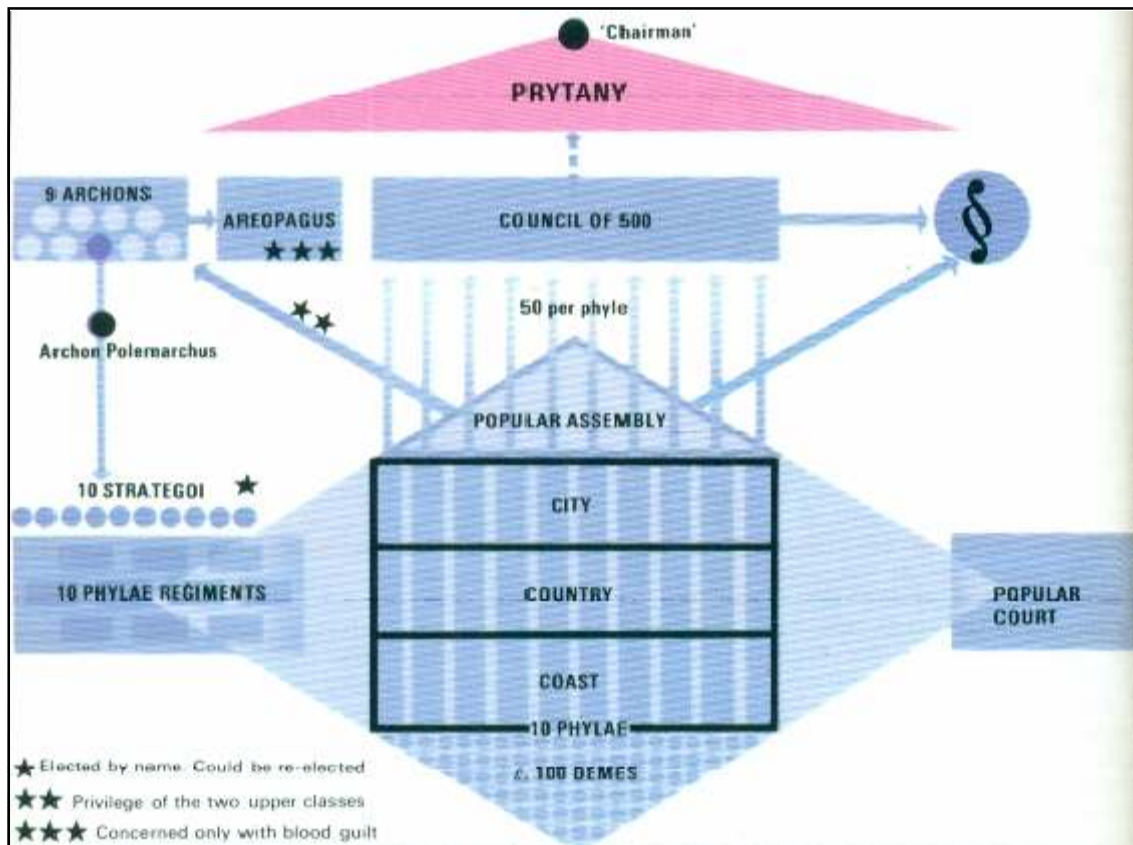 'Chairman'
PRYTANY
9 ARCHONS
AREOPAGUS
★ ★ ★
COUNCIL OF 500
§
★★
50 per phyle
Archon Polemarchus
POPULAR ASSEMBLY
10 STRATEGOI ★
CITY
10 PHYLAE REGIMENTS
COUNTRY
POPULAR
COURT
COAST
10 PHYLAE
c. 100 DEMES
★ Elected by name. Could be re-elected
★★ Privilege of the two upper classes
★★★ Concerned only with blood guilt